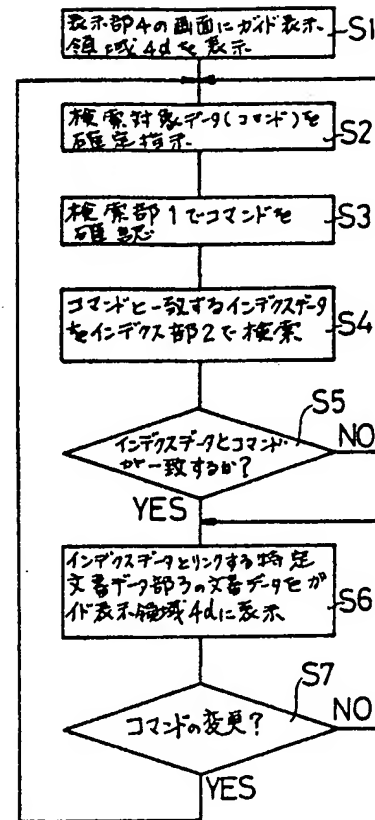 表示部4の画面にガイド表示
領域4dを表示
S1
検索対象データ(コマンド)を
確定指示
S2
検索部1でコマンドを
確認
S3
コマンドと一致するインデクスデータ
をインデクス部2で検索
S4
S5
インデクスデータとコマンド
が一致するか?
NO
YES
インデクスデータとリンクする特定
文書データ部3の文書データをガ
イド表示領域4dに表示
S6
S7
コマンドの変更?
NO
YES